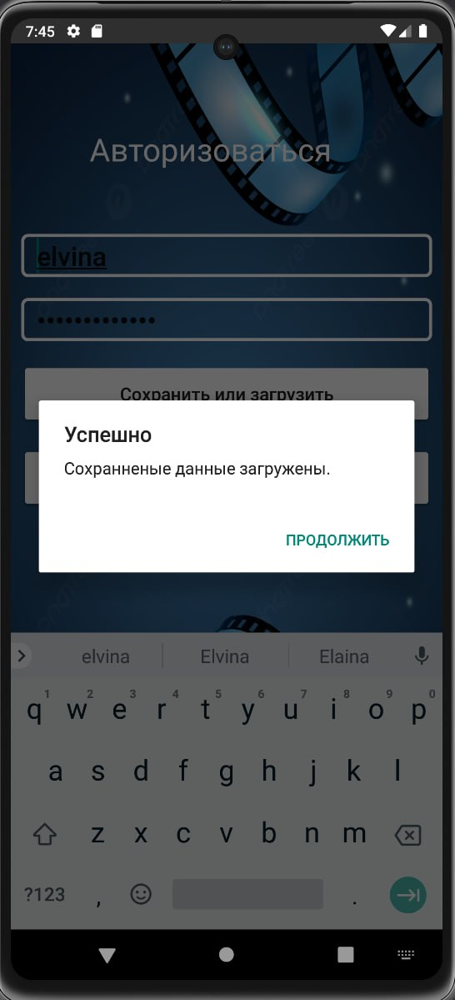 7:45
Авторизоваться
elvina
•••••••••••••
Сохранить или загрузить
Успешно
Сохранненые данные загружены.
ПРОДОЛЖИТЬ
elvina Elvina Elaina
1 2 3 4 5 6 7 8 9 0
q w e r t y u i o p
a s d f g h j k l
z x c v b n m
?123 , .